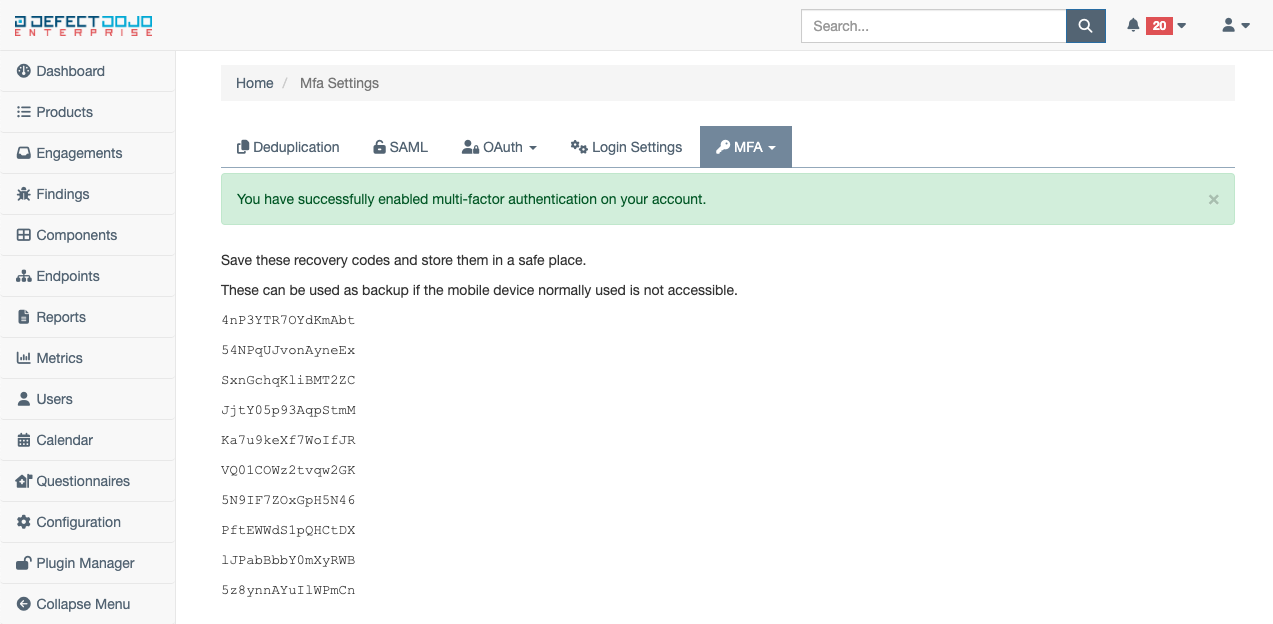 DEFECTDOJO
ENTERPRISE
Search...
20
Dashboard
Products
Engagements
Findings
Components
Endpoints
Reports
Metrics
Users
Calendar
Questionnaires
Configuration
Plugin Manager
Collapse Menu
Home / Mfa Settings
Deduplication SAML OAuth Login Settings MFA
You have successfully enabled multi-factor authentication on your account. ×
Save these recovery codes and store them in a safe place.
These can be used as backup if the mobile device normally used is not accessible.
4nP3YTR7OYdKmAbt
54NPqUJvonAyneEx
SxnGchqKliBMT2ZC
JjtY05p93AqpStmM
Ka7u9keXf7WoIfJR
VQ01COWz2tvqw2GK
5N9IF7ZOxGpH5N46
PftEWWdS1pQHCtDX
lJPabBbbY0mXyRWB
5z8ynnAYuIlWPmCn